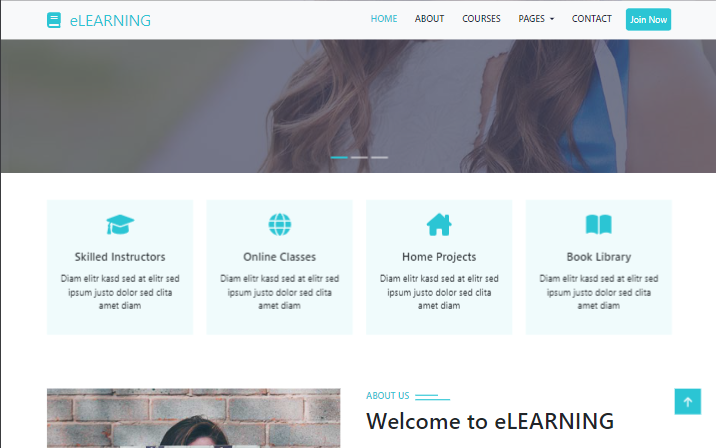 eLEARNING
HOME ABOUT COURSES PAGES CONTACT Join Now
Skilled Instructors
Diam elitr kasd sed at elitr sed
ipsum justo dolor sed clita
amet diam
Online Classes
Diam elitr kasd sed at elitr sed
ipsum justo dolor sed clita
amet diam
Home Projects
Diam elitr kasd sed at elitr sed
ipsum justo dolor sed clita
amet diam
Book Library
Diam elitr kasd sed at elitr sed
ipsum justo dolor sed clita
amet diam
ABOUT US
Welcome to eLEARNING